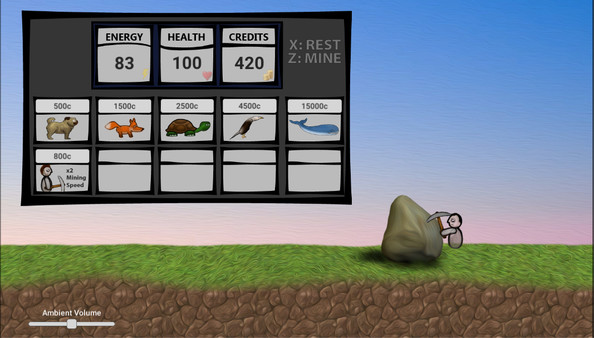 ENERGY HEALTH CREDITS
83 100 420
X: REST
Z: MINE
500c 1500c 2500c 4500c 15000c
800c
x2
Mining
Speed
Ambient Volume